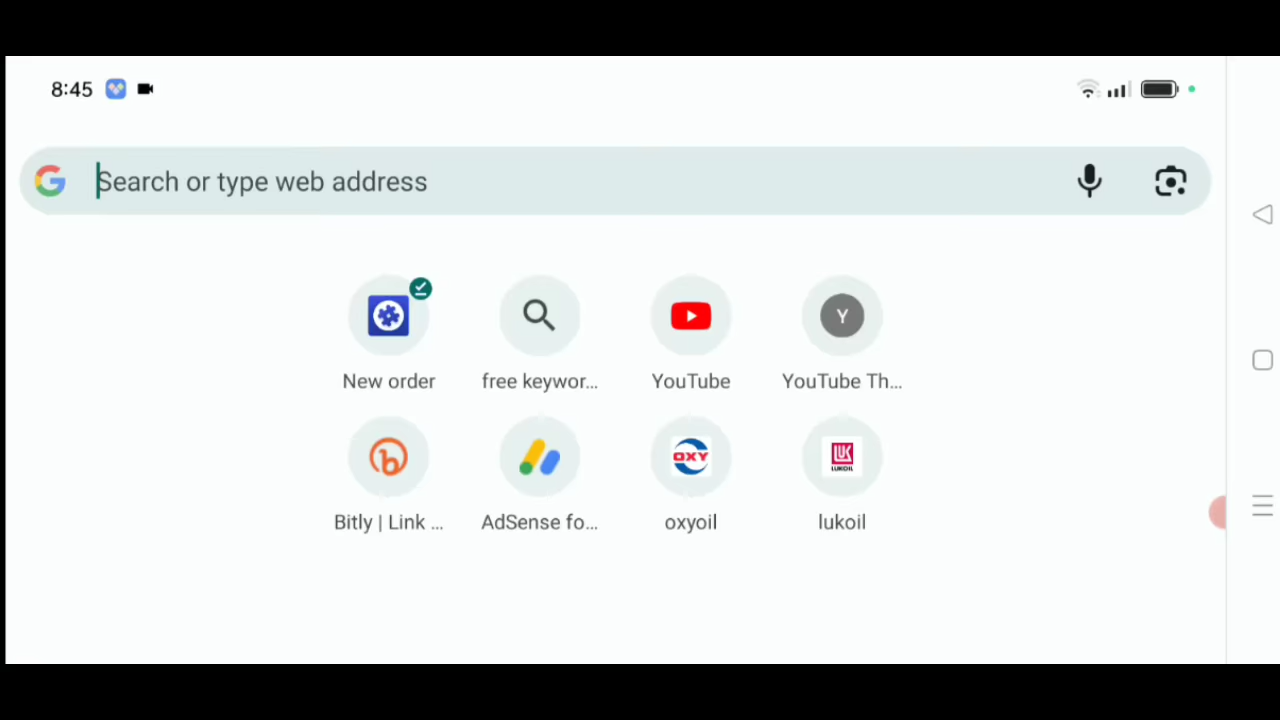 8:45
Search or type web address
New order
free keywor...
YouTube
YouTube Th...
Y
OXY
LUK
LUKOIL
Bitly | Link ...
AdSense fo...
oxyoil
lukoil